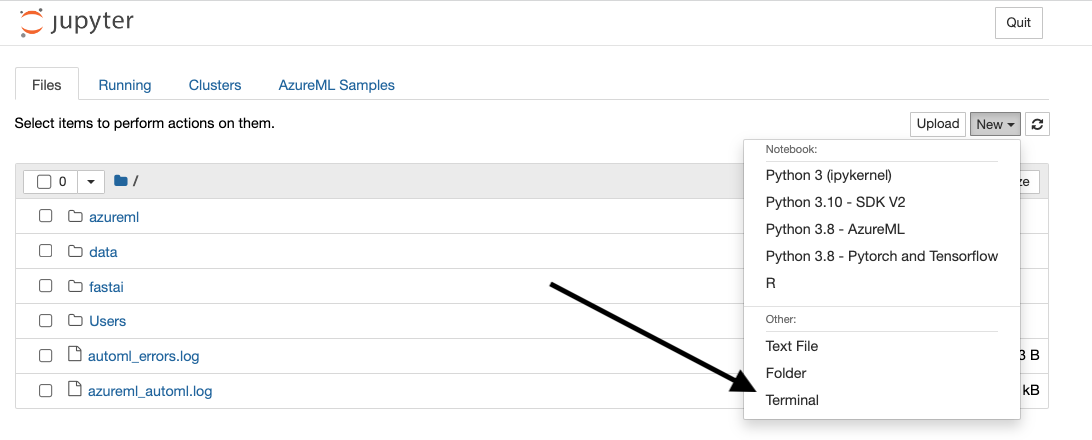 jupyter
Quit
Files Running Clusters AzureML Samples
Select items to perform actions on them.
Upload New
Notebook:
0 /
ze
Python 3 (ipykernel)
Python 3.10 - SDK V2
azureml
Python 3.8 - AzureML
data
Python 3.8 - Pytorch and Tensorflow
fastai
R
Users
Other:
Text File
automl_errors.log
3 B
Folder
azureml_automl.log
kB
Terminal